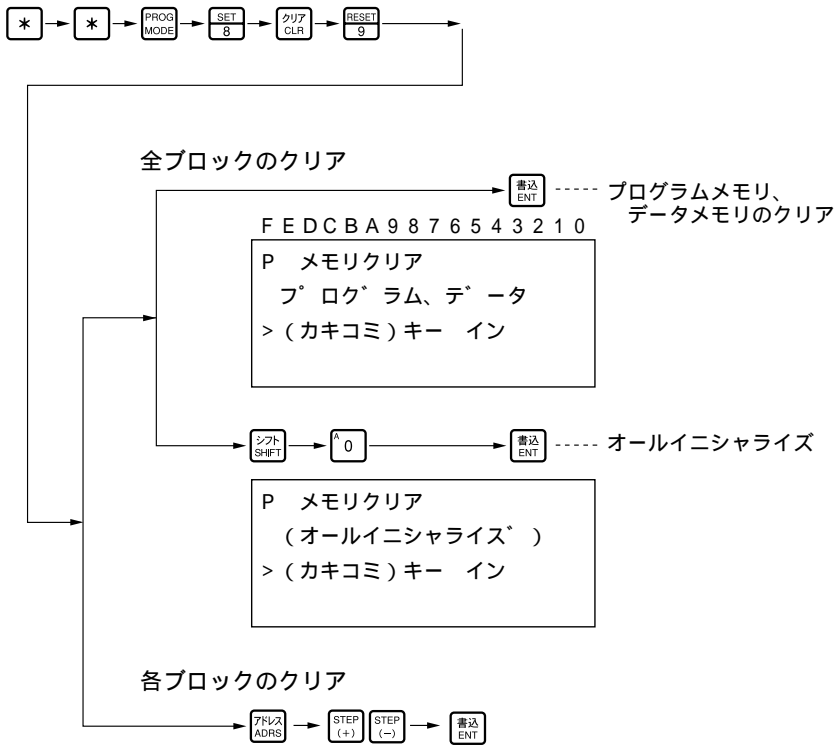 * * PROG MODE SET 8 クリア CLR RESET 9
全ブロックのクリア
書込 ENT プログラムメモリ、
データメモリのクリア
F E D C B A 9 8 7 6 5 4 3 2 1 0
P メモリクリア
フ゜ログ゛ラム、デ゛ータ
>(カキコミ)キー イン
シフト SHIFT A 0 書込 ENT オールイニシャライズ
P メモリクリア
(オールイニシャライズ゛)
>(カキコミ)キー イン
各ブロックのクリア
アドレス ADRS STEP (+) STEP (−) 書込 ENT